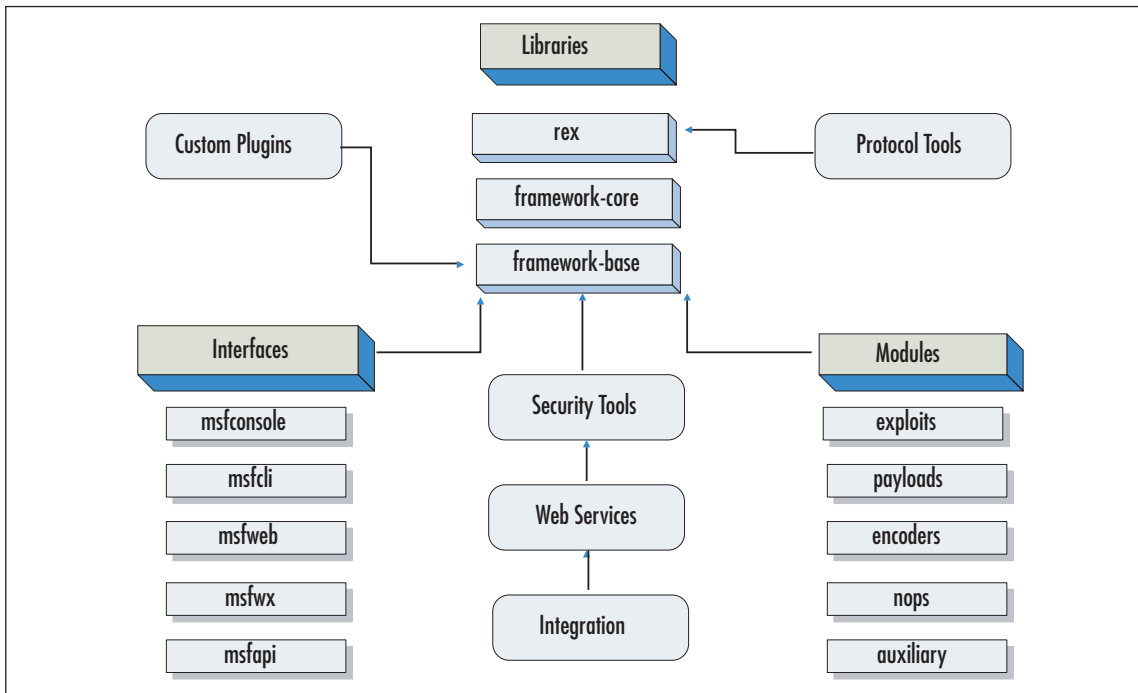 Libraries
Custom Plugins
rex
Protocol Tools
framework-core
framework-base
Interfaces
Modules
msfconsole
Security Tools
exploits
msfcli
payloads
msfweb
Web Services
encoders
msfwx
nops
Integration
msfapi
auxiliary